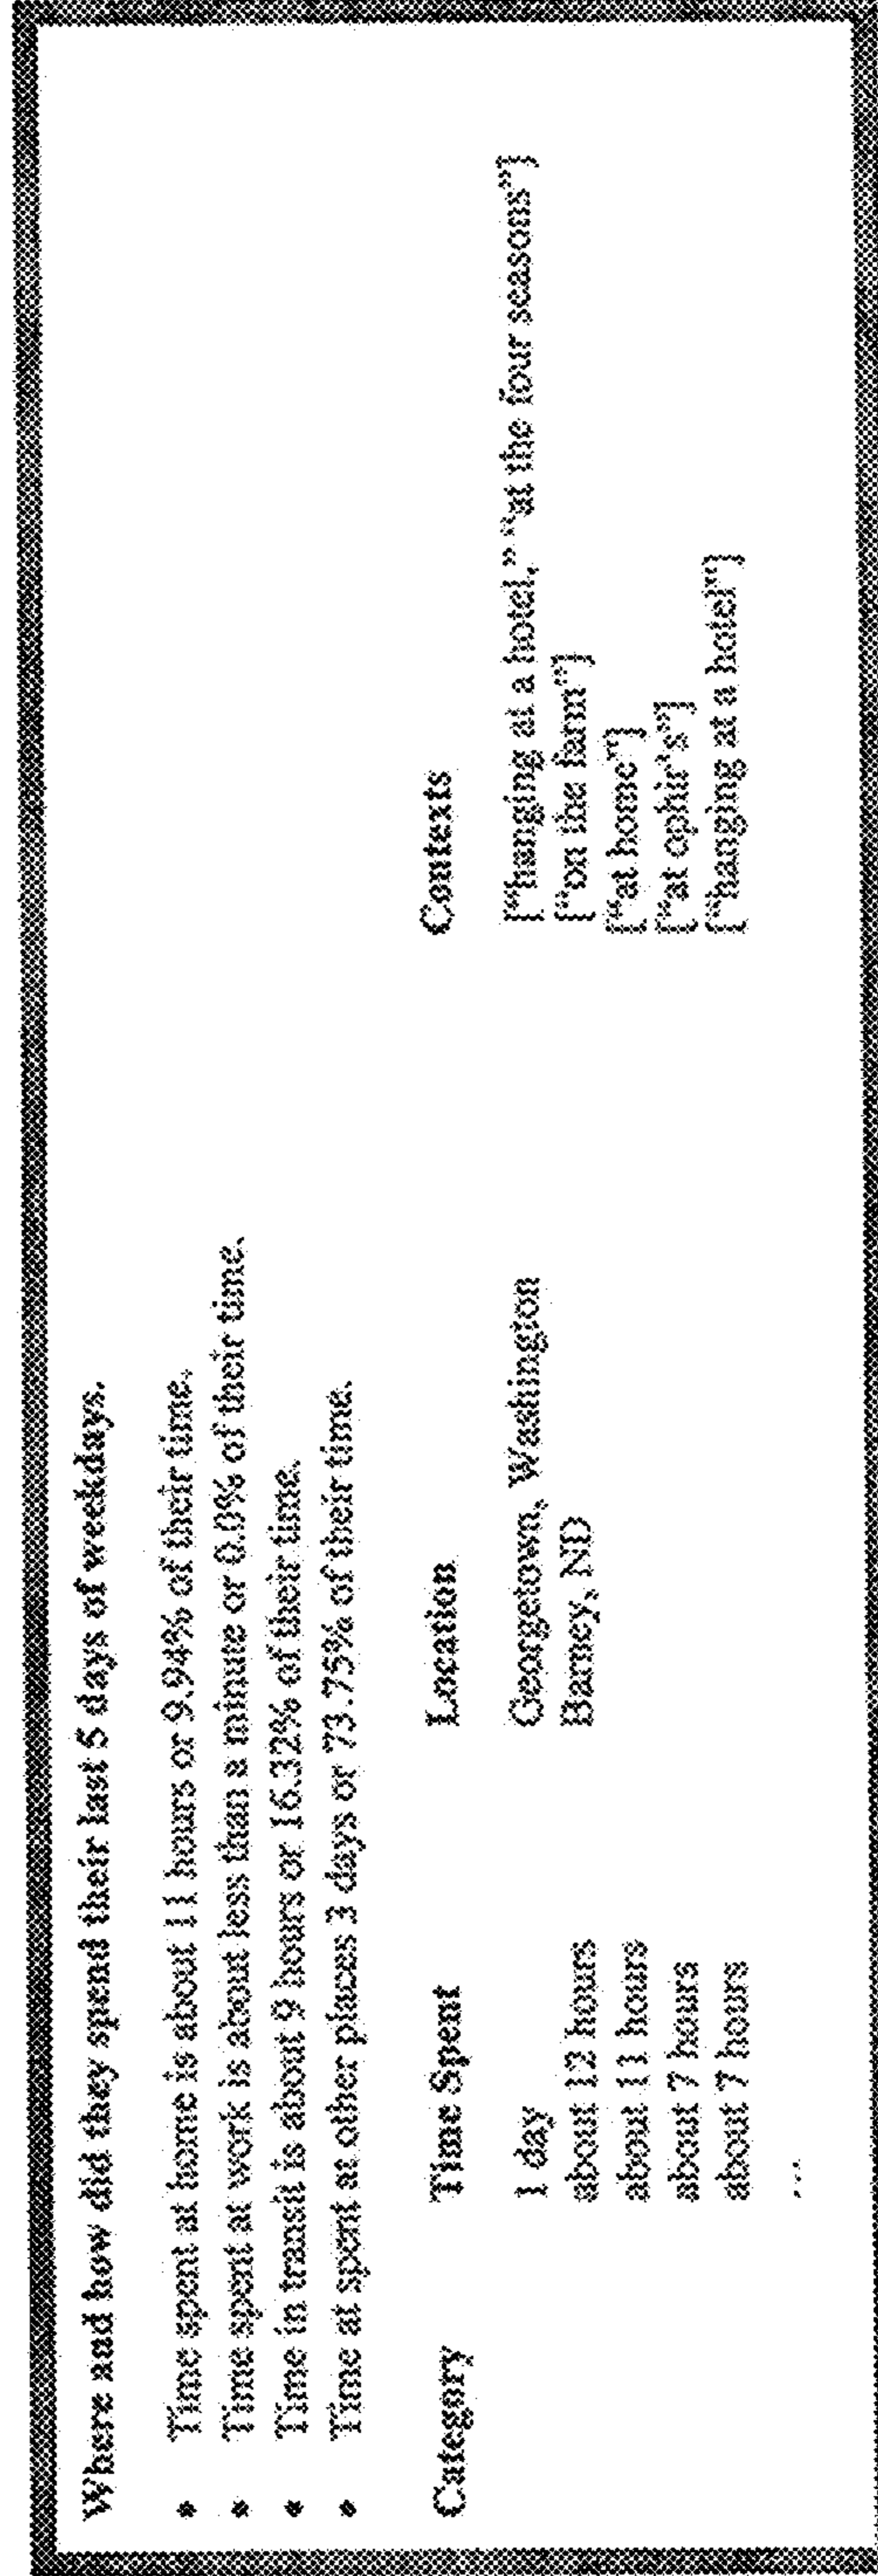 Where and how did they spend their last 5 days of weekdays.
• Time spent at home is about 11 hours or 9.94% of their time.
• Time spent at work is about less than a minute or 0.0% of their time.
• Time in transit is about 9 hours or 16.32% of their time.
• Time at spent at other places 3 days or 73.75% of their time.
Category Time Spent Location Contexts
1 day Georgetown, Washington ["hanging at a hotel," "at the four seasons"]
about 12 hours Barney, ND ["on the farm"]
about 11 hours ["at home"]
about 7 hours ["at ophir's"]
about 7 hours ["hanging at a hotel"]
...